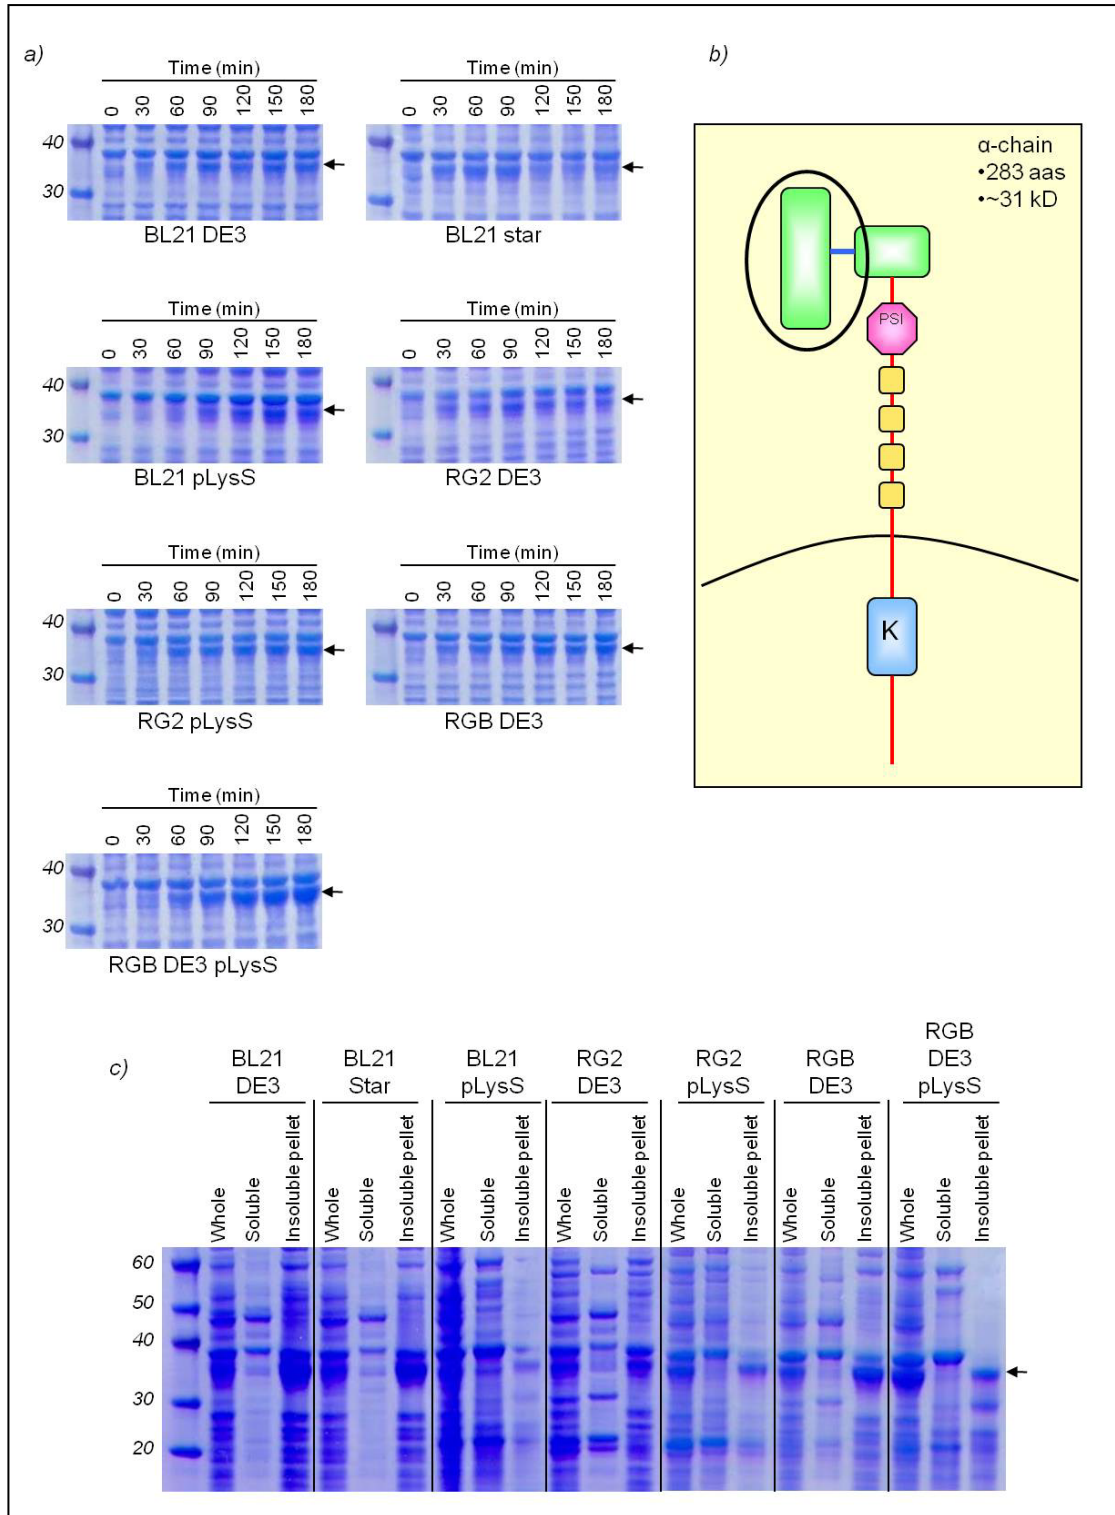 a)
Time (min)
0 30 60 90 120 150 180
40
30
BL21 DE3
Time (min)
0 30 60 90 120 150 180
BL21 star
Time (min)
0 30 60 90 120 150 180
40
30
BL21 pLysS
Time (min)
0 30 60 90 120 150 180
RG2 DE3
Time (min)
0 30 60 90 120 150 180
40
30
RG2 pLysS
Time (min)
0 30 60 90 120 150 180
RGB DE3
Time (min)
0 30 60 90 120 150 180
40
30
RGB DE3 pLysS
b)
α-chain
•283 aas
•~31 kD
PSI
K
c)
BL21
DE3
BL21
Star
BL21
pLysS
RG2
DE3
RG2
pLysS
RGB
DE3
RGB
DE3
pLysS
Whole
Soluble
Insoluble pellet
Whole
Soluble
Insoluble pellet
Whole
Soluble
Insoluble pellet
Whole
Soluble
Insoluble pellet
Whole
Soluble
Insoluble pellet
Whole
Soluble
Insoluble pellet
Whole
Soluble
Insoluble pellet
60
50
40
30
20